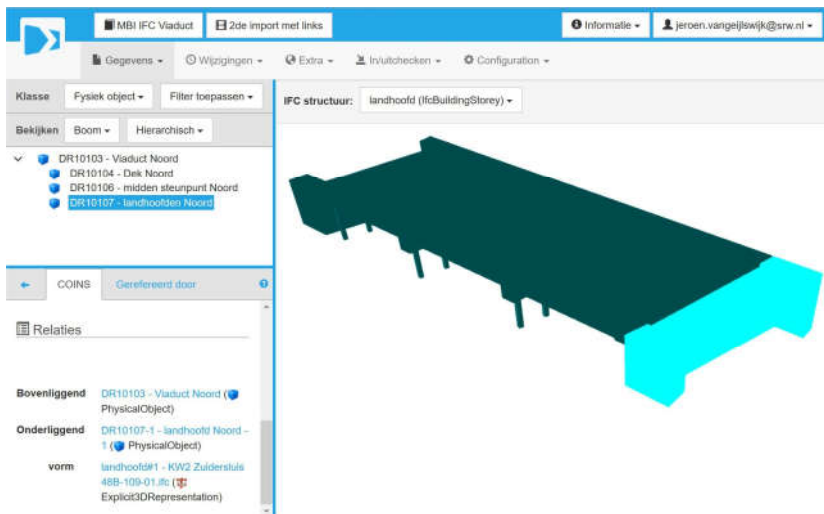 MBI IFC Viaduct 2de import met links Informatie jeroen.vangeijlswijk@srw.nl
Gegevens Wijzigingen Extra In/uitchecken Configuration
Klasse Fysiek object Filter toepassen
IFC structuur: landhoofd (IfcBuildingStorey)
Bekijken Boom Hierarchisch
DR10103 - Viaduct Noord
DR10104 - Dek Noord
DR10106 - midden steunpunt Noord
DR10107 - landhoofden Noord
COINS Gerefereerd door
Relaties
Bovenliggend DR10103 - Viaduct Noord (
PhysicalObject)
Onderliggend DR10107-1 - landhoofd Noord -
1 ( PhysicalObject)
vorm landhoofd#1 - KW2 Zuidersluis
48B-109-01.ifc (
Explicit3DRepresentation)